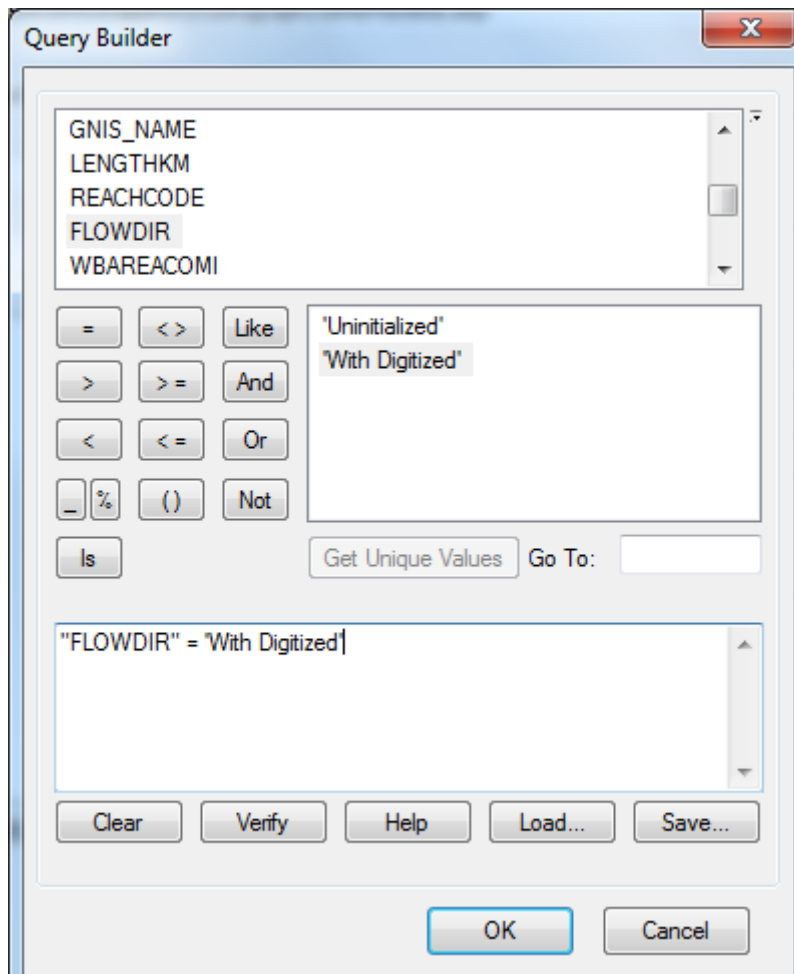 Query Builder
GNIS_NAME
LENGTHKM
REACHCODE
FLOWDIR
WBAREACOMI
= < > Like
> > = And
< < = Or
_ % ( ) Not
Is
'Uninitialized'
'With Digitized'
Get Unique Values Go To:
"FLOWDIR" = 'With Digitized'
Clear Verify Help Load... Save...
OK Cancel